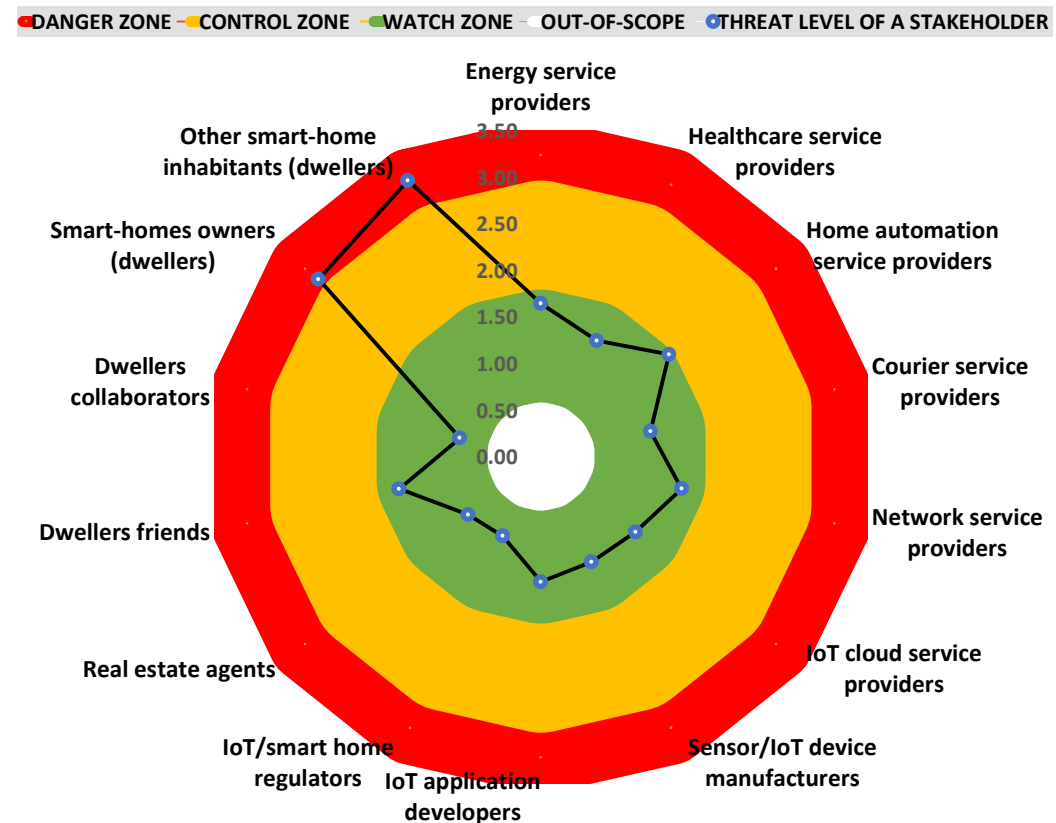 DANGER ZONE CONTROL ZONE WATCH ZONE OUT-OF-SCOPE THREAT LEVEL OF A STAKEHOLDER
Energy service
providers
Healthcare service
providers
Home automation
service providers
Courier service
providers
Network service
providers
IoT cloud service
providers
Sensor/IoT device
manufacturers
IoT application
developers
IoT/smart home
regulators
Real estate agents
Dwellers friends
Dwellers
collaborators
Smart-homes owners
(dwellers)
Other smart-home
inhabitants (dwellers)
3.50
3.00
2.50
2.00
1.50
1.00
0.50
0.00